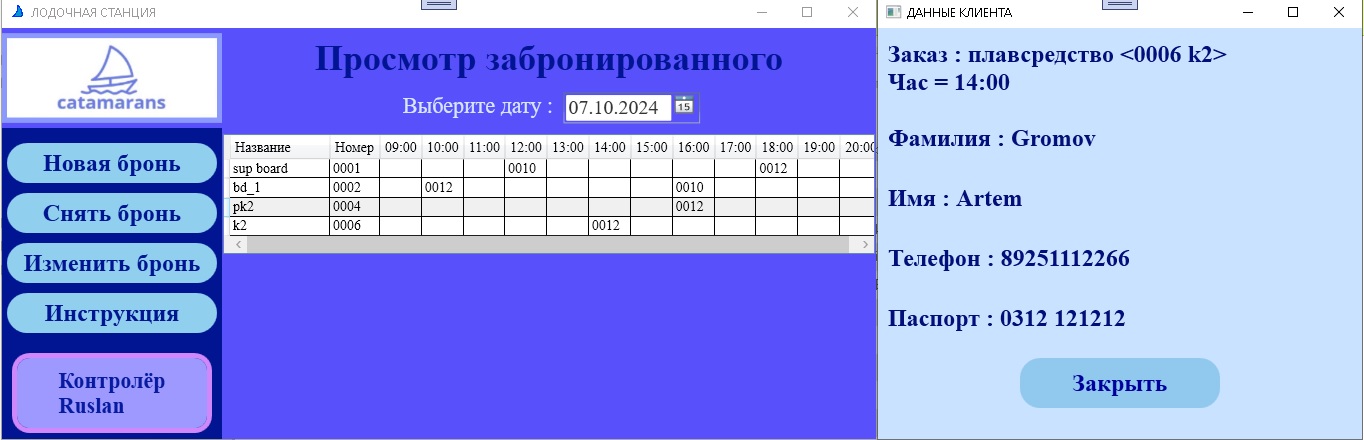 ЛОДОЧНАЯ СТАНЦИЯ
catamarans
Новая бронь
Снять бронь
Изменить бронь
Инструкция
Контролёр
Ruslan
Просмотр забронированного
Выберите дату : 07.10.2024 15
Название Номер 09:00 10:00 11:00 12:00 13:00 14:00 15:00 16:00 17:00 18:00 19:00 20:00
sup board 0001 0010 0012
bd_1 0002 0012 0010
pk2 0004 0012
k2 0006 0012
ДАННЫЕ КЛИЕНТА
Заказ : плавсредство <0006 k2>
Час = 14:00
Фамилия : Gromov
Имя : Artem
Телефон : 89251112266
Паспорт : 0312 121212
Закрыть